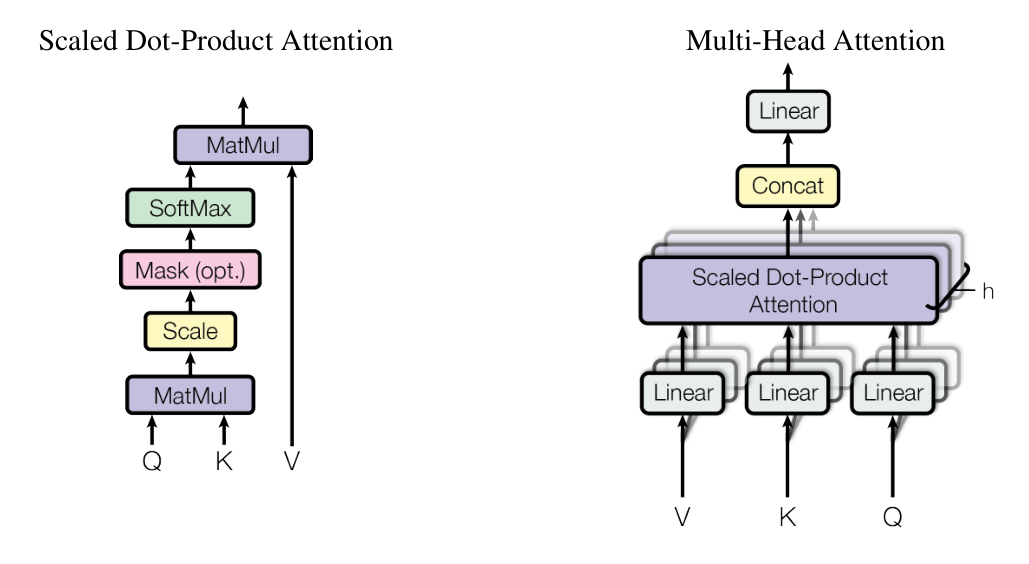 Scaled Dot-Product Attention
MatMul
SoftMax
Mask (opt.)
Scale
MatMul
Q K V
Multi-Head Attention
Linear
Concat
Scaled Dot-Product
Attention
h
Linear Linear Linear
V K Q